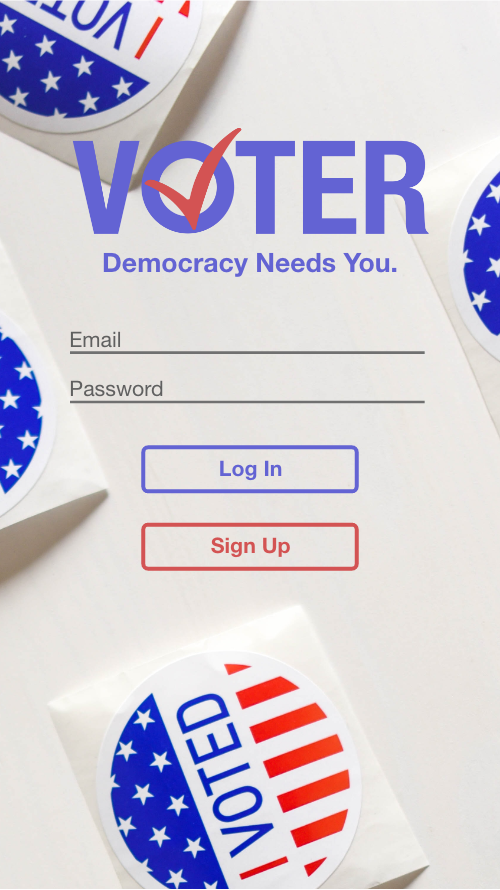 I VOTED
VOTER
Democracy Needs You.
Email
Password
Log In
Sign Up
I VOTED